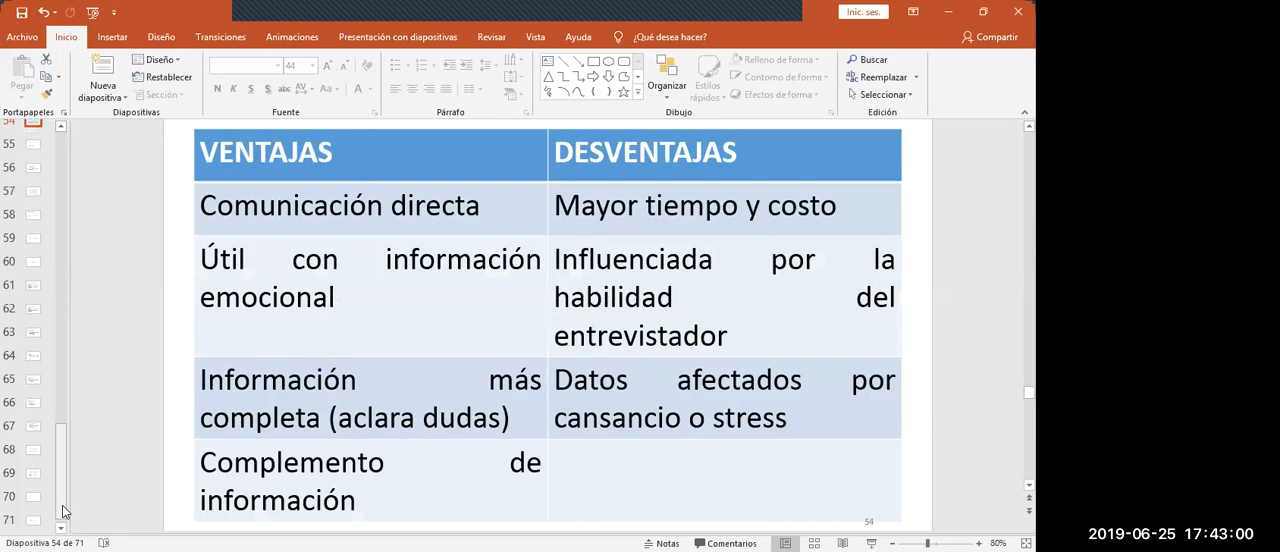 Inic. ses.
Archivo Inicio Insertar Diseño Transiciones Animaciones Presentación con diapositivas Revisar Vista Ayuda ¿Qué desea hacer? Compartir
Pegar
Nueva diapositiva
Diseño
Restablecer
Sección
44
N K S S abc AV Aa A
Organizar
Estilos rápidos
Relleno de forma
Contorno de forma
Efectos de forma
Buscar
Reemplazar
Seleccionar
Portapapeles Diapositivas Fuente Párrafo Dibujo Edición
54
55
56
57
58
59
60
61
62
63
64
65
66
67
68
69
70
71
VENTAJAS DESVENTAJAS
Comunicación directa Mayor tiempo y costo
Útil con información Influenciada por la
emocional habilidad del
entrevistador
Información más Datos afectados por
completa (aclara dudas) cansancio o stress
Complemento de
información
54
Diapositiva 54 de 71 Notas Comentarios 80%
2019-06-25 17:43:00